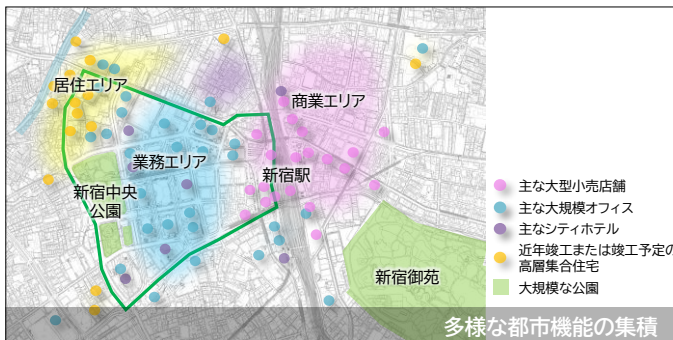 居住エリア
商業エリア
業務エリア
新宿駅
新宿中央
公園
新宿御苑
主な大型小売店舗
主な大規模オフィス
主なシティホテル
近年竣工または竣工予定の
高層集合住宅
大規模な公園
多様な都市機能の集積